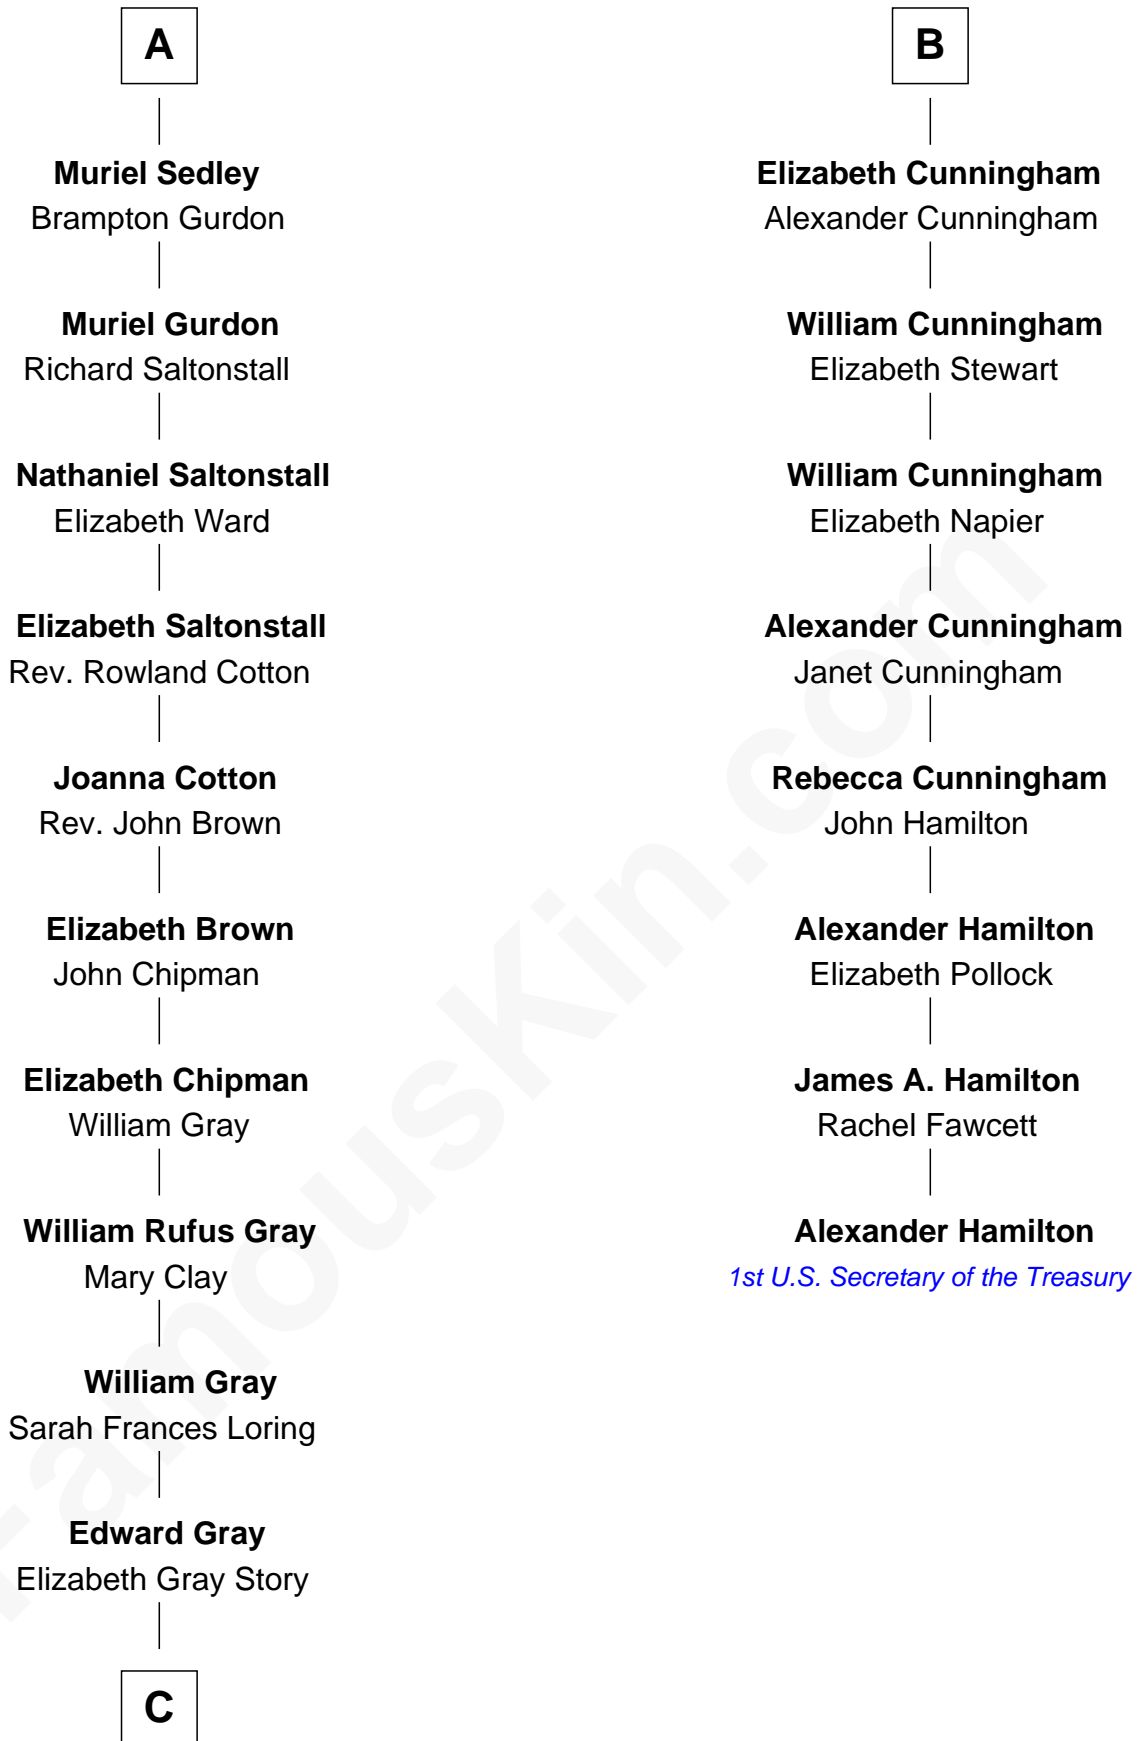 A
Muriel Sedley
Brampton Gurdon
Muriel Gurdon
Richard Saltonstall
Nathaniel Saltonstall
Elizabeth Ward
Elizabeth Saltonstall
Rev. Rowland Cotton
Joanna Cotton
Rev. John Brown
Elizabeth Brown
John Chipman
Elizabeth Chipman
William Gray
William Rufus Gray
Mary Clay
William Gray
Sarah Frances Loring
Edward Gray
Elizabeth Gray Story
C
B
Elizabeth Cunningham
Alexander Cunningham
William Cunningham
Elizabeth Stewart
William Cunningham
Elizabeth Napier
Alexander Cunningham
Janet Cunningham
Rebecca Cunningham
John Hamilton
Alexander Hamilton
Elizabeth Pollock
James A. Hamilton
Rachel Fawcett
Alexander Hamilton
1st U.S. Secretary of the Treasury
FamousKin.com